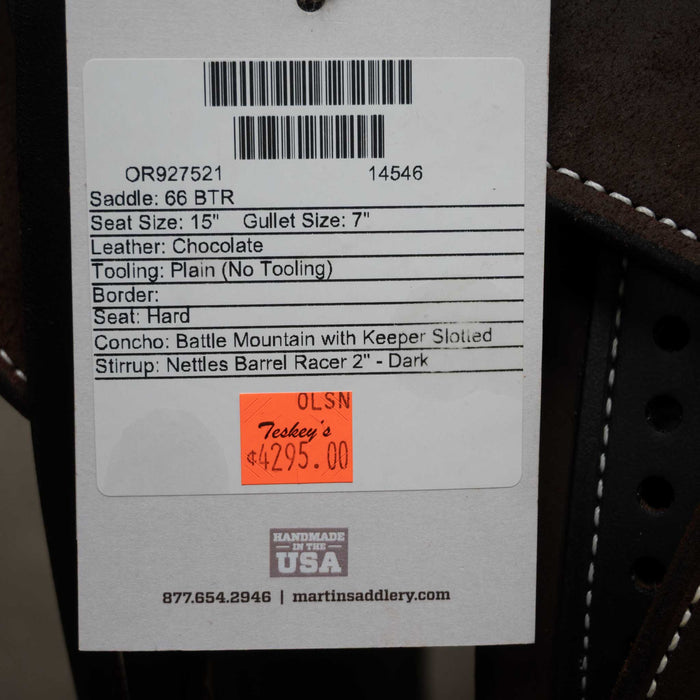 OR927521 14546
Saddle: 66 BTR
Seat Size: 15" Gullet Size: 7"
Leather: Chocolate
Tooling: Plain (No Tooling)
Border:
Seat: Hard
Concho: Battle Mountain with Keeper Slotted
Stirrup: Nettles Barrel Racer 2" - Dark
OLSN
Teskey's
¢4295.00
HANDMADE
IN THE
USA
877.654.2946 | martinsaddlery.com